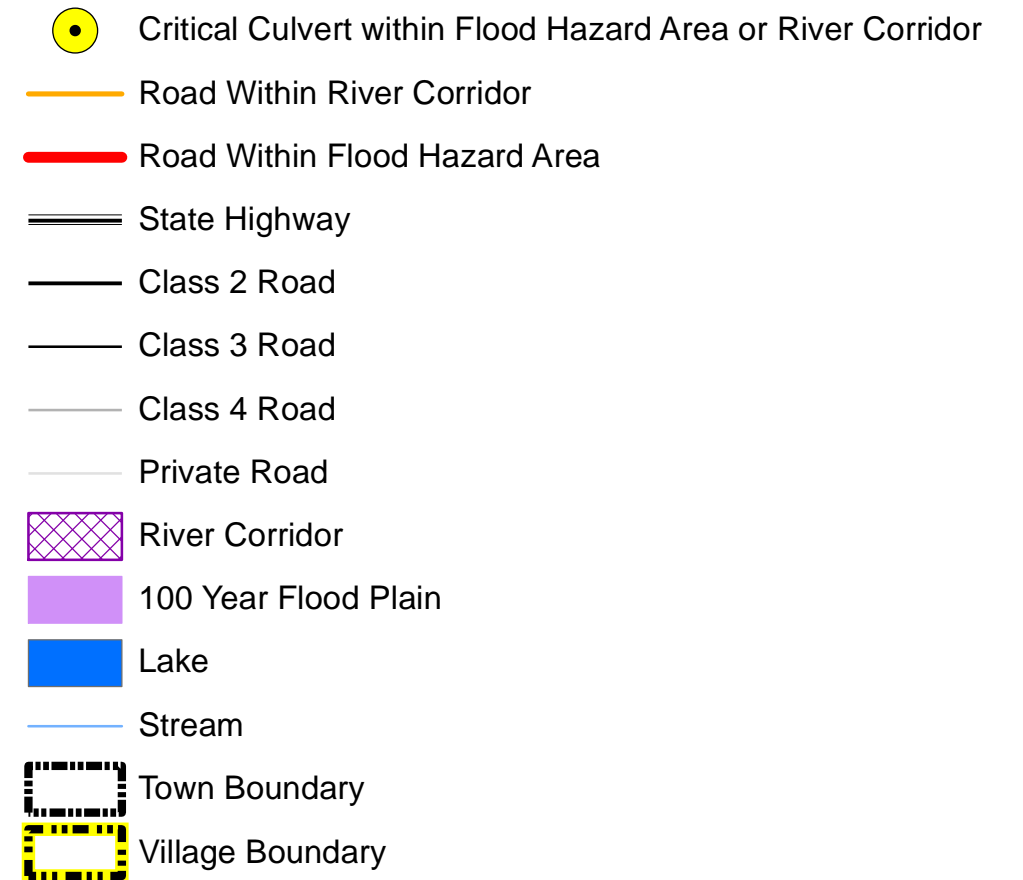 Critical Culvert within Flood Hazard Area or River Corridor
Road Within River Corridor
Road Within Flood Hazard Area
State Highway
Class 2 Road
Class 3 Road
Class 4 Road
Private Road
River Corridor
100 Year Flood Plain
Lake
Stream
Town Boundary
Village Boundary